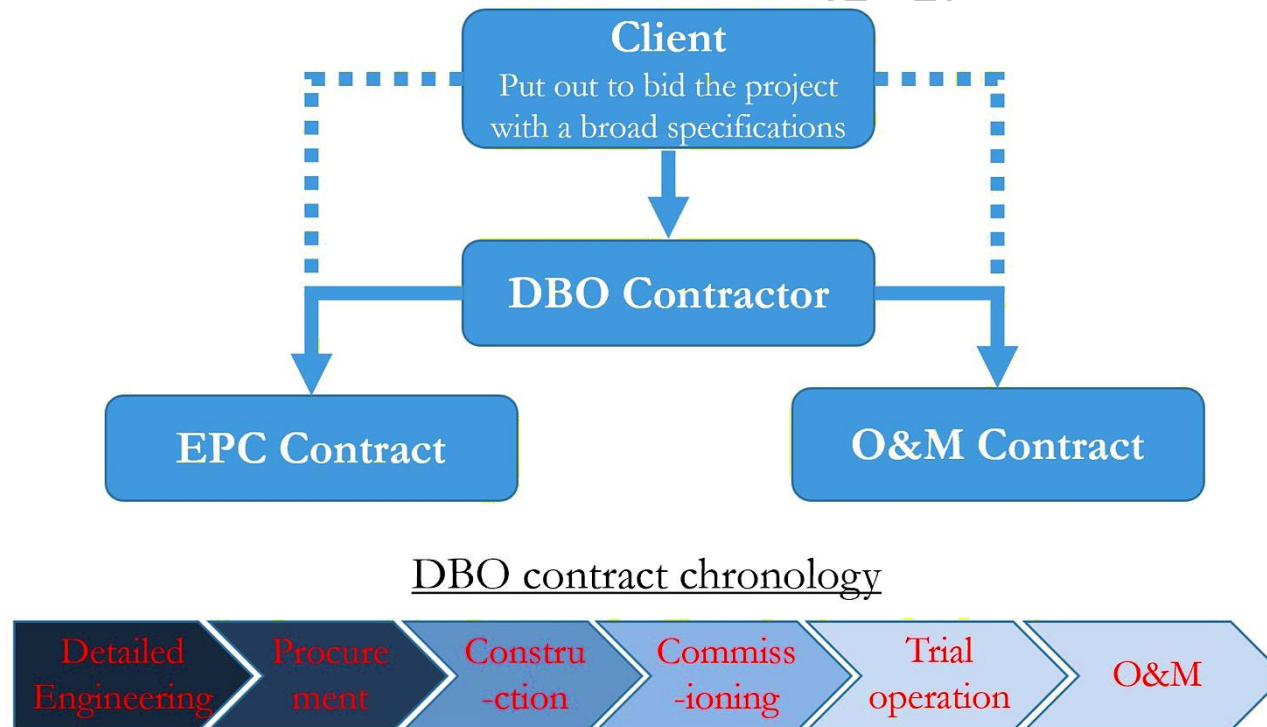 Client
Put out to bid the project
with a broad specifications
DBO Contractor
EPC Contract
O&M Contract
DBO contract chronology
Detailed
Engineering
Procure
ment
Constru
-ction
Commiss
-ioning
Trial
operation
O&M